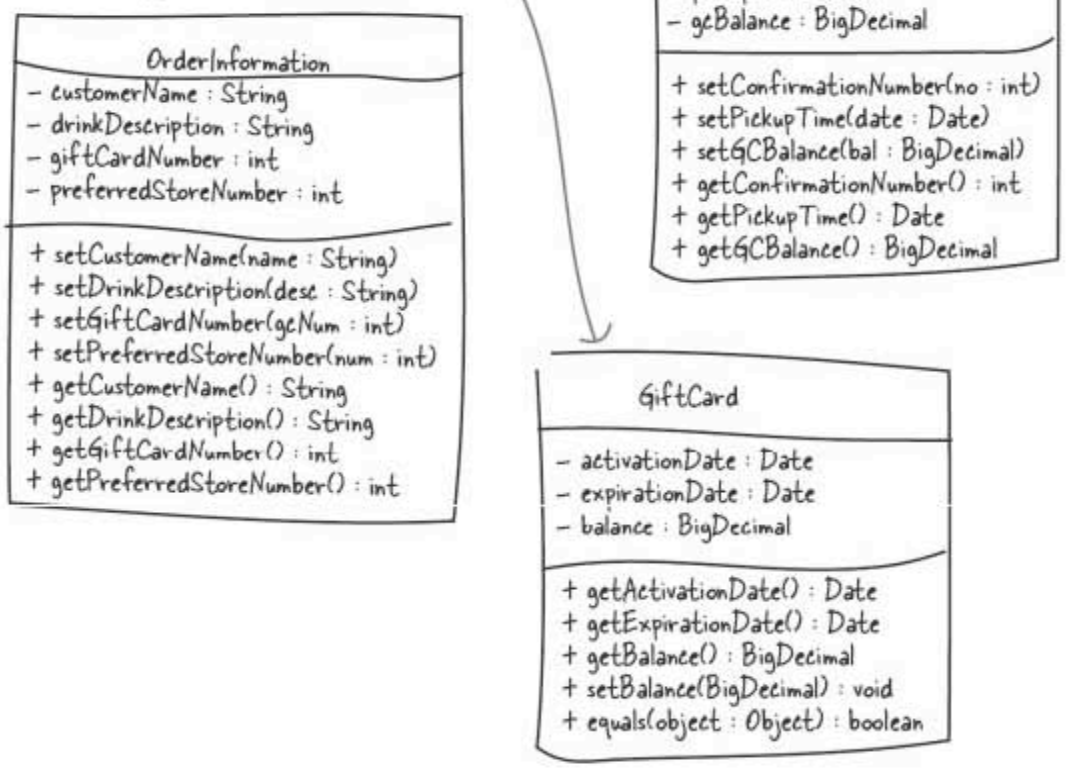 OrderInformation
– customerName : String
– drinkDescription : String
– giftCardNumber : int
– preferredStoreNumber : int
+ setCustomerName(name : String)
+ setDrinkDescription(desc : String)
+ setGiftCardNumber(gcNum : int)
+ setPreferredStoreNumber(num : int)
+ getCustomerName() : String
+ getDrinkDescription() : String
+ getGiftCardNumber() : int
+ getPreferredStoreNumber() : int
– gcBalance : BigDecimal
+ setConfirmationNumber(no : int)
+ setPickupTime(date : Date)
+ setGCBalance(bal : BigDecimal)
+ getConfirmationNumber() : int
+ getPickupTime() : Date
+ getGCBalance() : BigDecimal
GiftCard
– activationDate : Date
– expirationDate : Date
– balance : BigDecimal
+ getActivationDate() : Date
+ getExpirationDate() : Date
+ getBalance() : BigDecimal
+ setBalance(BigDecimal) : void
+ equals(object : Object) : boolean